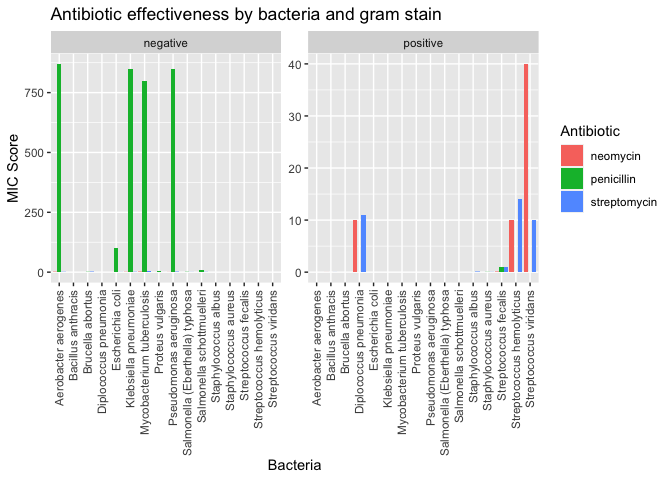 Antibiotic effectiveness by bacteria and gram stain
negative
positive
MIC Score
750
500
250
0
40
30
20
10
0
Aerobacter aerogenes
Bacillus anthracis
Brucella abortus
Diplococcus pneumonia
Escherichia coli
Klebsiella pneumoniae
Mycobacterium tuberculosis
Proteus vulgaris
Pseudomonas aeruginosa
Salmonella (Eberthella) typhosa
Salmonella schottmuelleri
Staphylococcus albus
Staphylococcus aureus
Streptococcus fecalis
Streptococcus hemolyticus
Streptococcus viridans
Aerobacter aerogenes
Bacillus anthracis
Brucella abortus
Diplococcus pneumonia
Escherichia coli
Klebsiella pneumoniae
Mycobacterium tuberculosis
Proteus vulgaris
Pseudomonas aeruginosa
Salmonella (Eberthella) typhosa
Salmonella schottmuelleri
Staphylococcus albus
Staphylococcus aureus
Streptococcus fecalis
Streptococcus hemolyticus
Streptococcus viridans
Bacteria
Antibiotic
neomycin
penicillin
streptomycin